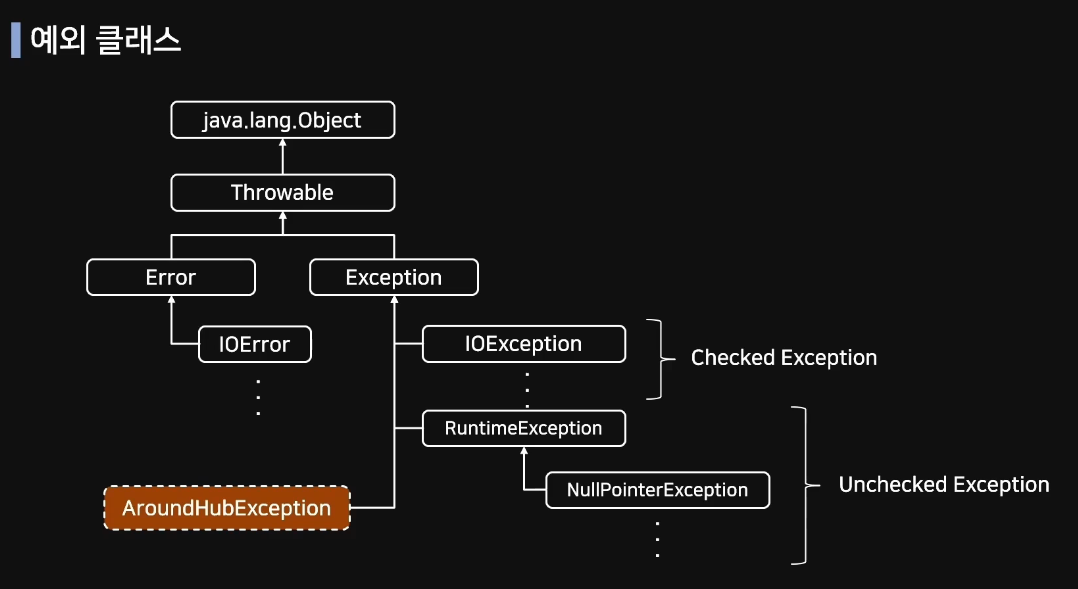 예외 클래스
java.lang.Object
Throwable
Error
Exception
IOError
IOException
Checked Exception
RuntimeException
NullPointerException
Unchecked Exception
AroundHubException